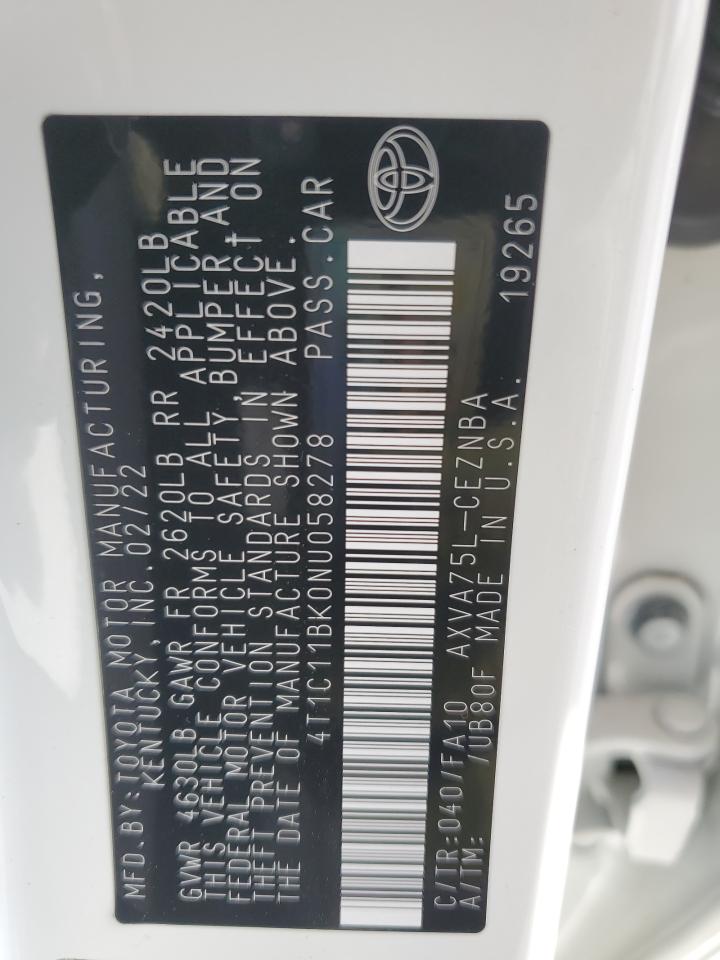 MFD.BY:TOYOTA MOTOR MANUFACTURING,
KENTUCKY, INC.02/22
GVWR 4630LB GAWR FR 2620LB RR 2420LB
THIS VEHICLE CONFORMS TO ALL APPLICABLE
FEDERAL MOTOR VEHICLE SAFETY, BUMPER, AND
THEFT PREVENTION STANDARDS IN EFFECT ON
THE DATE OF MANUFACTURE SHOWN ABOVE.
4T1C11BK0NU058278 PASS.CAR
C/TR:040/FA10 AXVA75L-CEZNBA
A/TM: /UB80F MADE IN U.S.A. 19265